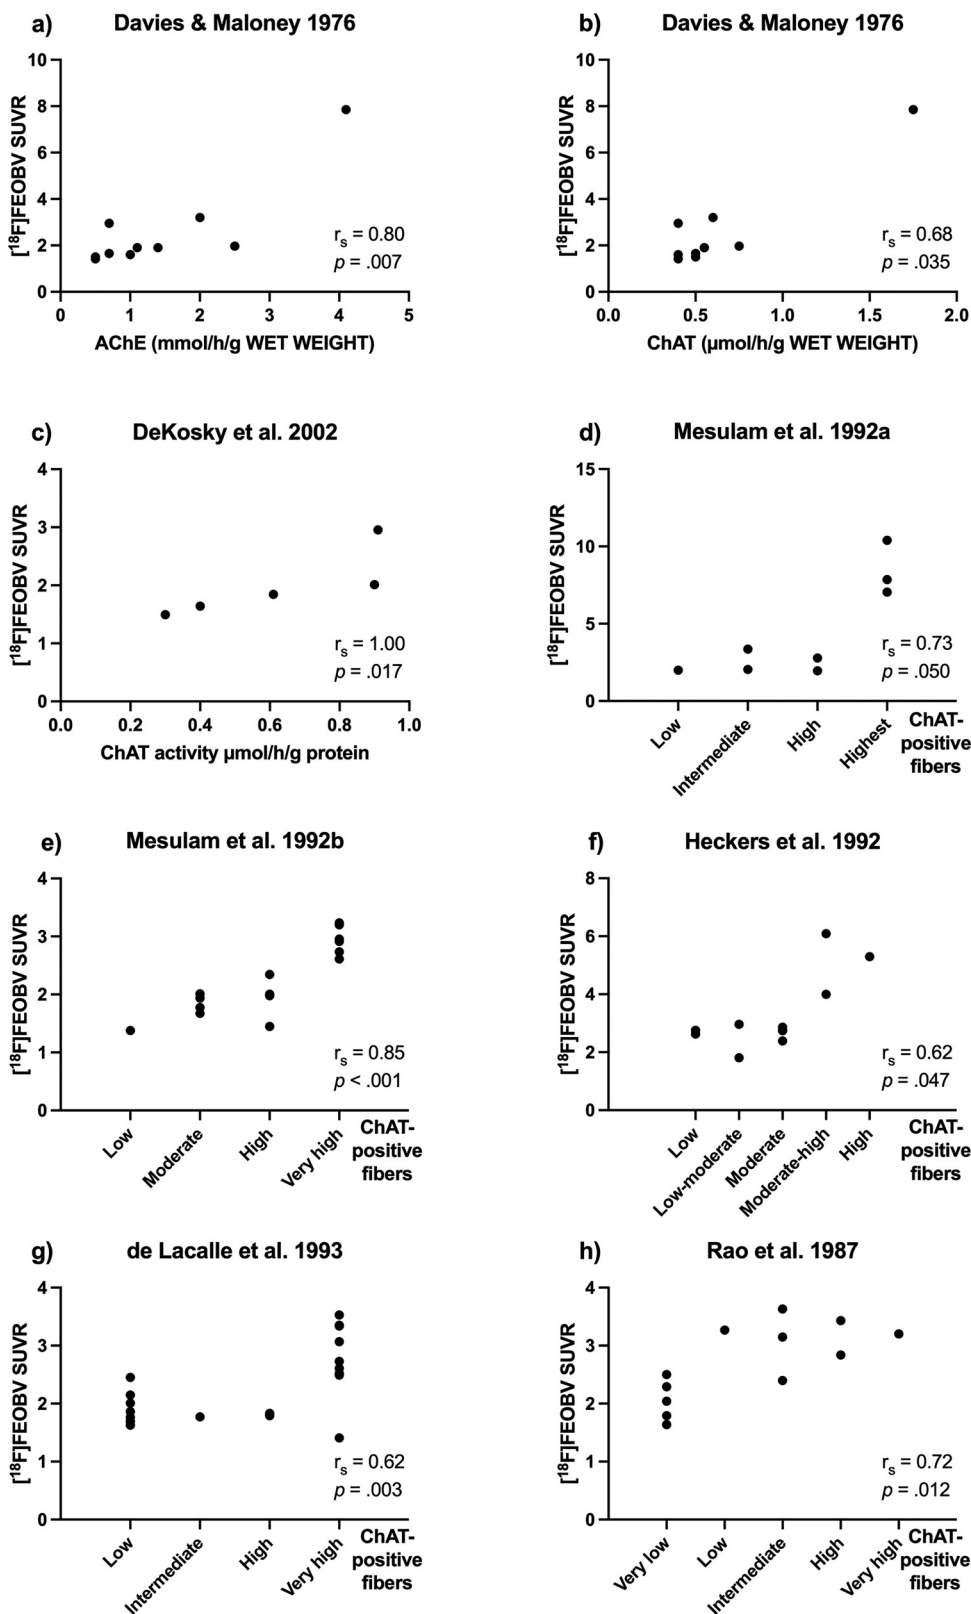 a) Davies & Maloney 1976
[18F]FEOBV SUVR
10
8
6
4
2
0
rs = 0.80
p = .007
0 1 2 3 4 5
AChE (mmol/h/g WET WEIGHT)
b) Davies & Maloney 1976
[18F]FEOBV SUVR
10
8
6
4
2
0
rs = 0.68
p = .035
0.0 0.5 1.0 1.5 2.0
ChAT (µmol/h/g WET WEIGHT)
c) DeKosky et al. 2002
[18F]FEOBV SUVR
4
3
2
1
0
rs = 1.00
p = .017
0.0 0.2 0.4 0.6 0.8 1.0
ChAT activity µmol/h/g protein
d) Mesulam et al. 1992a
[18F]FEOBV SUVR
15
10
5
0
rs = 0.73
p = .050
Low Intermediate High Highest
ChAT-
positive
fibers
e) Mesulam et al. 1992b
[18F]FEOBV SUVR
4
3
2
1
0
rs = 0.85
p < .001
Low Moderate High Very high
ChAT-
positive
fibers
f) Heckers et al. 1992
[18F]FEOBV SUVR
8
6
4
2
0
rs = 0.62
p = .047
Low Low-moderate Moderate Moderate-high High
ChAT-
positive
fibers
g) de Lacalle et al. 1993
[18F]FEOBV SUVR
4
3
2
1
0
rs = 0.62
p = .003
Low Intermediate High Very high
ChAT-
positive
fibers
h) Rao et al. 1987
[18F]FEOBV SUVR
4
3
2
1
0
rs = 0.72
p = .012
Very low Low Intermediate High Very high
ChAT-
positive
fibers